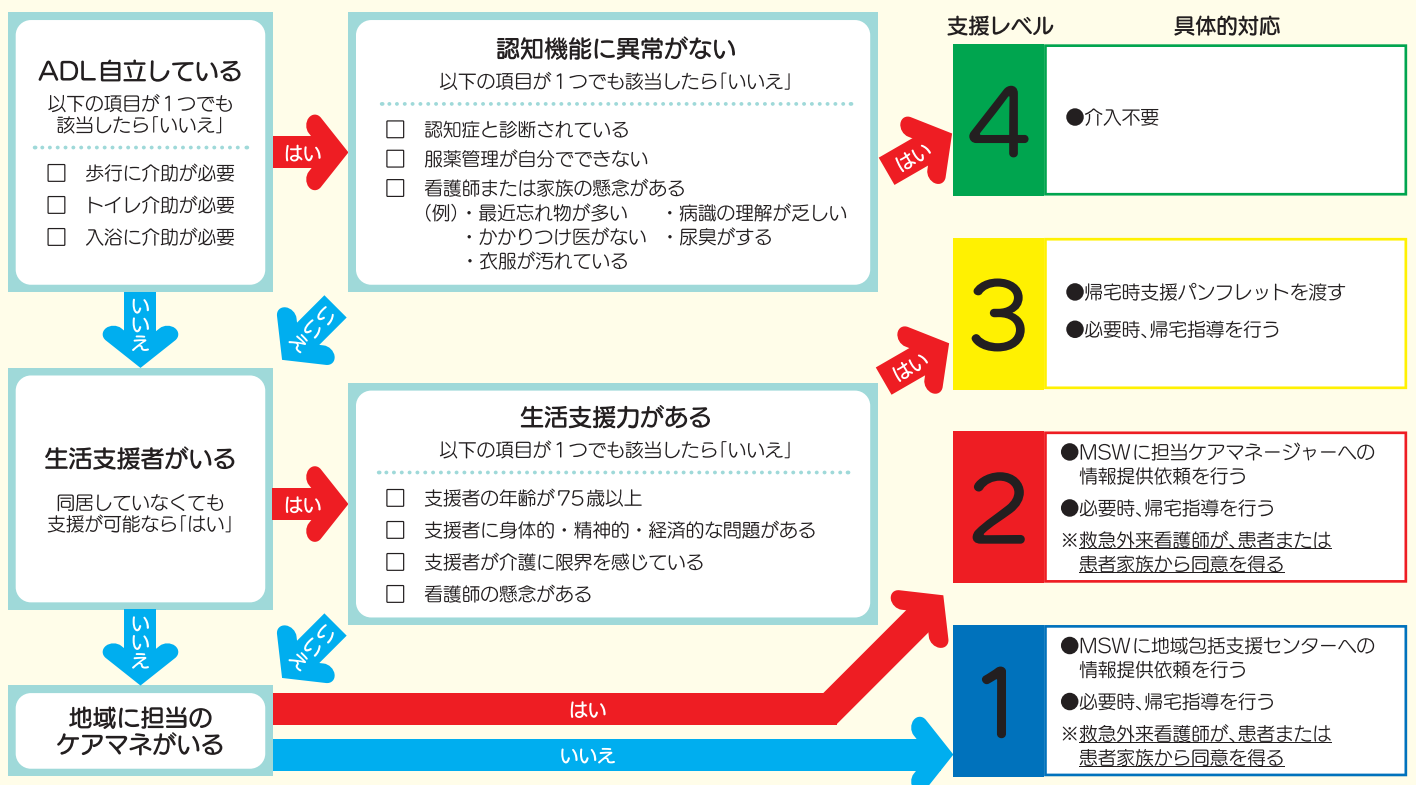 ADL自立している
以下の項目が1つでも
該当したら「いいえ」
□ 歩行に介助が必要
□ トイレ介助が必要
□ 入浴に介助が必要
はい
いいえ
認知機能に異常がない
以下の項目が1つでも該当したら「いいえ」
□ 認知症と診断されている
□ 服薬管理が自分でできない
□ 看護師または家族の懸念がある
(例)・最近忘れ物が多い ・病識の理解が乏しい
・かかりつけ医がない ・尿臭がする
・衣服が汚れている
はい
いいえ
生活支援者がいる
同居していなくても
支援が可能なら「はい」
はい
いいえ
生活支援力がある
以下の項目が1つでも該当したら「いいえ」
□ 支援者の年齢が75歳以上
□ 支援者に身体的・精神的・経済的な問題がある
□ 支援者が介護に限界を感じている
□ 看護師の懸念がある
はい
いいえ
地域に担当の
ケアマネがいる
はい
いいえ
支援レベル 具体的対応
4
●介入不要
3
●帰宅時支援パンフレットを渡す
●必要時、帰宅指導を行う
2
●MSWに担当ケアマネージャーへの
情報提供依頼を行う
●必要時、帰宅指導を行う
※救急外来看護師が、患者または
患者家族から同意を得る
1
●MSWに地域包括支援センターへの
情報提供依頼を行う
●必要時、帰宅指導を行う
※救急外来看護師が、患者または
患者家族から同意を得る